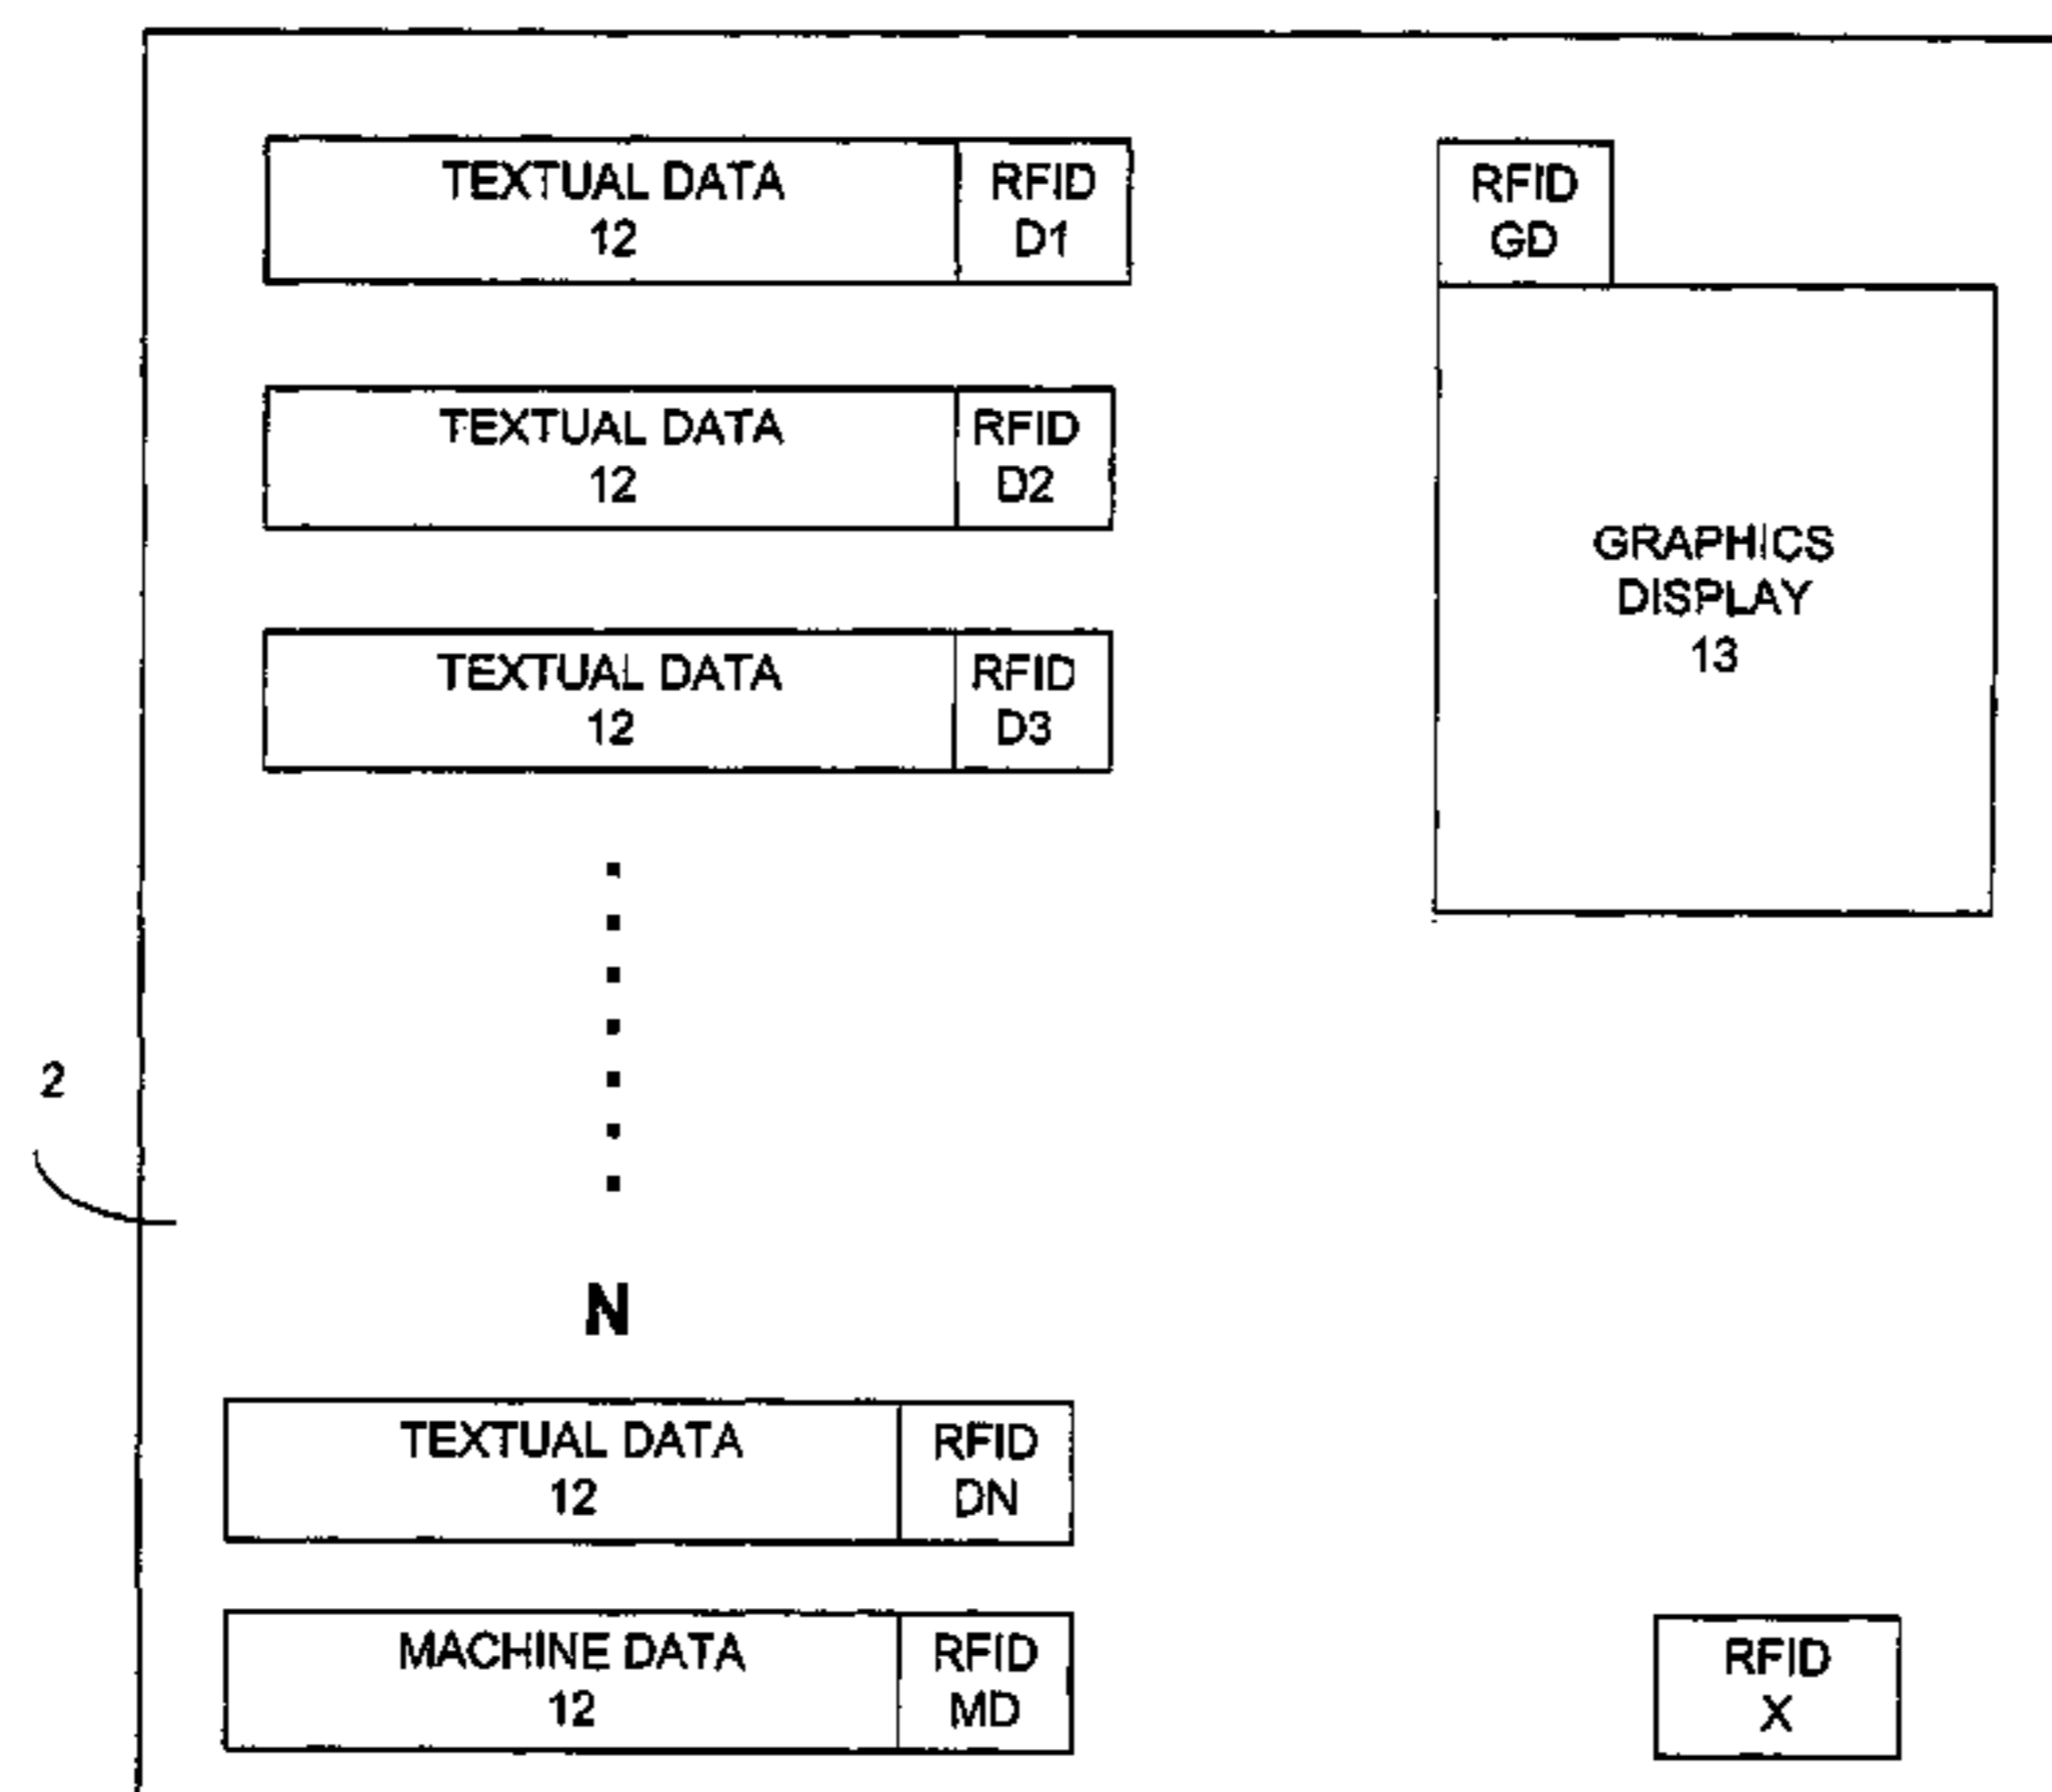 TEXTUAL DATA
12
RFID
D1
RFID
GD
TEXTUAL DATA
12
RFID
D2
GRAPHICS
DISPLAY
13
TEXTUAL DATA
12
RFID
D3
2
N
TEXTUAL DATA
12
RFID
DN
MACHINE DATA
12
RFID
MD
RFID
X